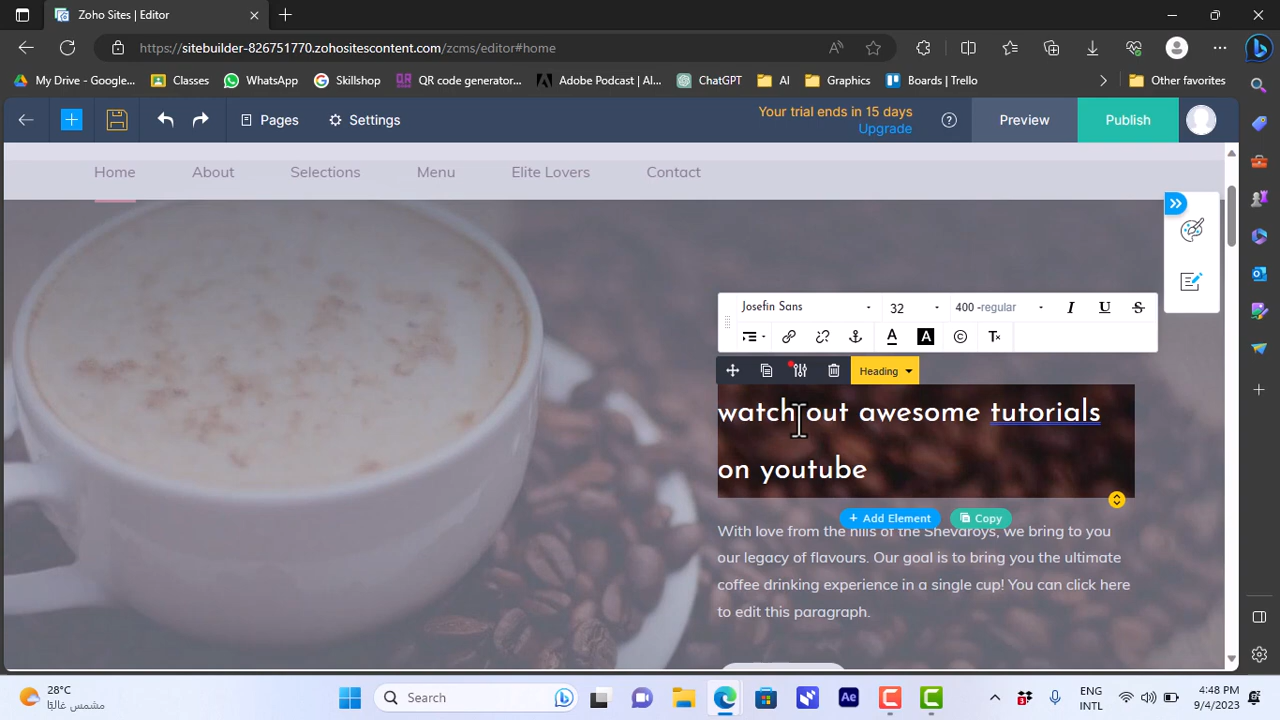 Zoho Sites | Editor
https://sitebuilder-826751770.zohositescontent.com/zcms/editor#home
My Drive - Google...
Classes
WhatsApp
Skillshop
QR code generator...
Adobe Podcast | Al...
ChatGPT
AI
Graphics
Boards | Trello
Other favorites
Pages
Settings
Your trial ends in 15 days
Upgrade
Preview
Publish
Home
About
Selections
Menu
Elite Lovers
Contact
Josefin Sans
32
400 -regular
Heading
watch out awesome tutorials
on youtube
+ Add Element
Copy
With love from the hills of the Shevaroys, we bring to you
our legacy of flavours. Our goal is to bring you the ultimate
coffee drinking experience in a single cup! You can click here
to edit this paragraph.
28°C
مشمس غالبًا
Search
Ae
3
ENG
INTL
4:48 PM
9/4/2023